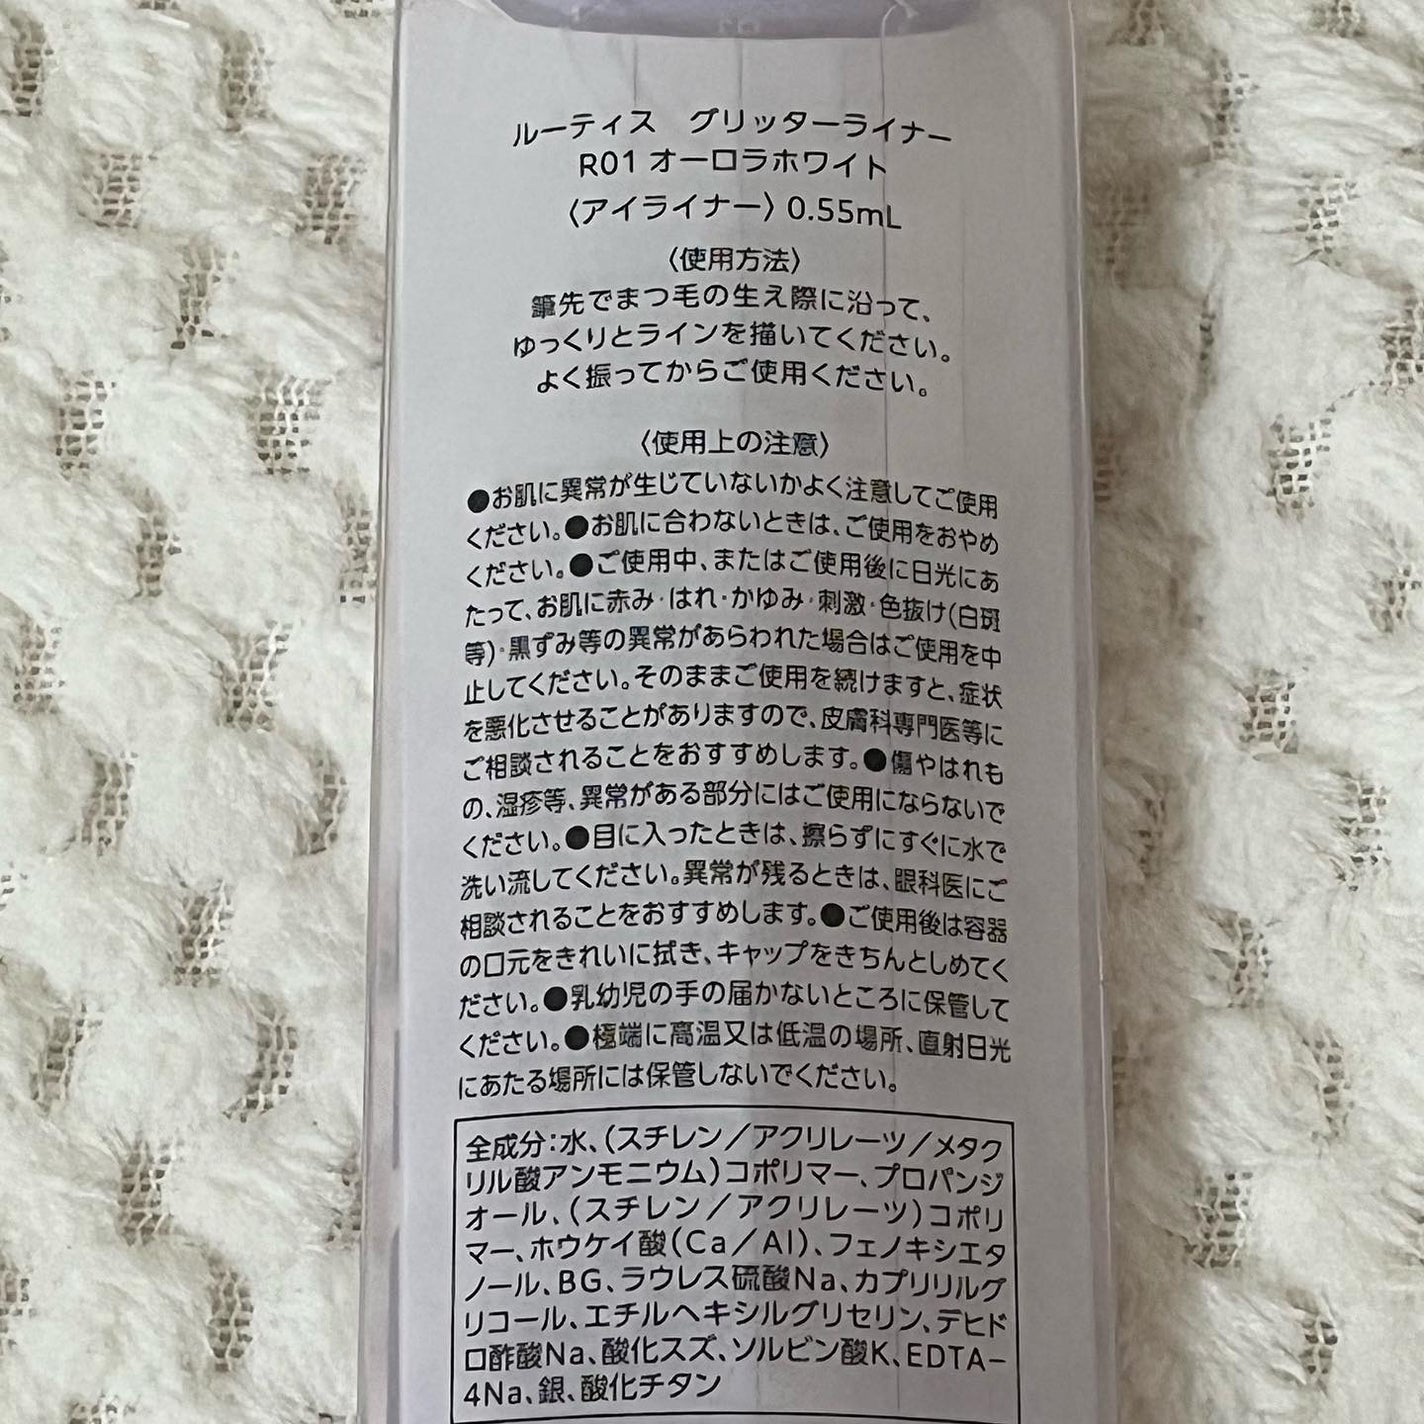 ルーティス　グリッターライナー
R01 オーロラホワイト
〈アイライナー〉 0.55mL
〈使用方法〉
筆先でまつ毛の生え際に沿って、
ゆっくりとラインを描いてください。
よく振ってからご使用ください。
〈使用上の注意〉
●お肌に異常が生じていないかよく注意してご使用
ください。●お肌に合わないときは、ご使用をおやめ
ください。●ご使用中、またはご使用後に日光にあ
たって、お肌に赤み・はれ・かゆみ・刺激・色抜け(白斑
等)・黒ずみ等の異常があらわれた場合はご使用を中
止してください。そのままご使用を続けますと、症状
を悪化させることがありますので、皮膚科専門医等に
ご相談されることをおすすめします。●傷やはれも
の、湿疹等、異常がある部分にはご使用にならないで
ください。●目に入ったときは、擦らずにすぐに水で
洗い流してください。異常が残るときは、眼科医にご
相談されることをおすすめします。●ご使用後は容器
の口元をきれいに拭き、キャップをきちんとしめてく
ださい。●乳幼児の手の届かないところに保管して
ください。●極端に高温又は低温の場所、直射日光
にあたる場所には保管しないでください。
全成分：水、（スチレン／アクリレーツ／メタク
リル酸アンモニウム）コポリマー、プロパンジ
オール、（スチレン／アクリレーツ）コポリ
マー、ホウケイ酸（Ca／Al）、フェノキシエタ
ノール、BG、ラウレス硫酸Na、カプリリルグ
リコール、エチルヘキシルグリセリン、デヒド
ロ酢酸Na、酸化スズ、ソルビン酸K、EDTA−
4Na、銀、酸化チタン